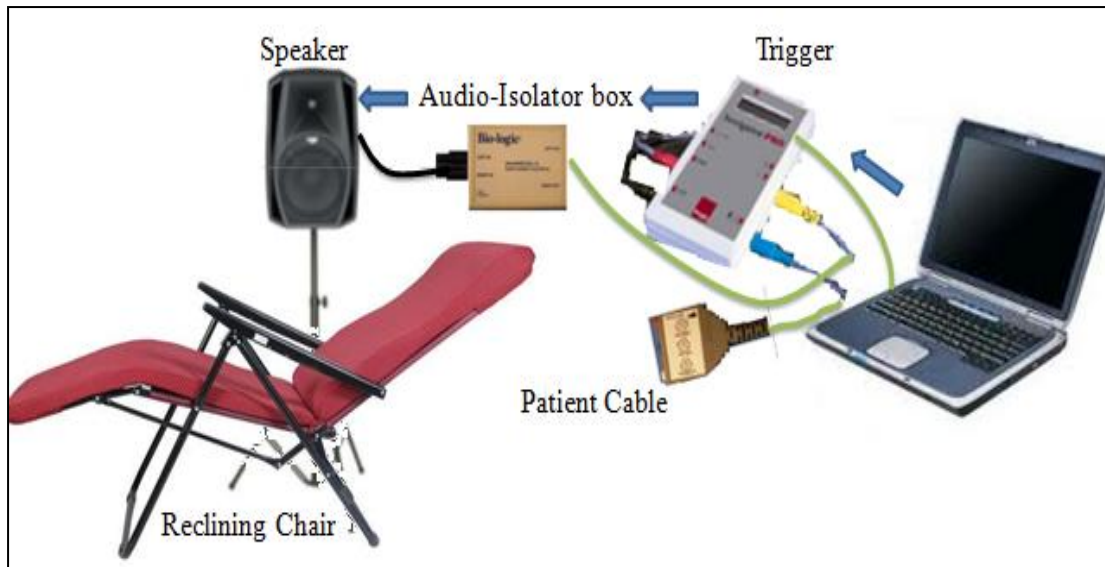 Speaker
Trigger
Audio-Isolator box
Bio-logic
Patient Cable
Reclining Chair